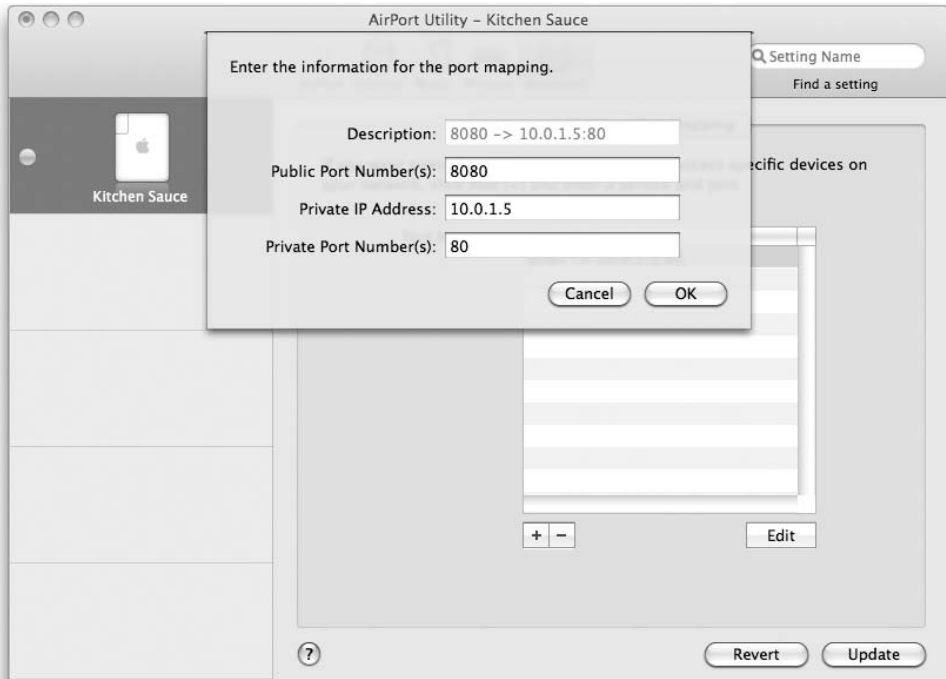 AirPort Utility – Kitchen Sauce
Setting Name
Find a setting
Enter the information for the port mapping.
Description: 8080 -> 10.0.1.5:80
Public Port Number(s): 8080
Private IP Address: 10.0.1.5
Private Port Number(s): 80
Cancel OK
ecific devices on
Kitchen Sauce
+ − Edit
? Revert Update